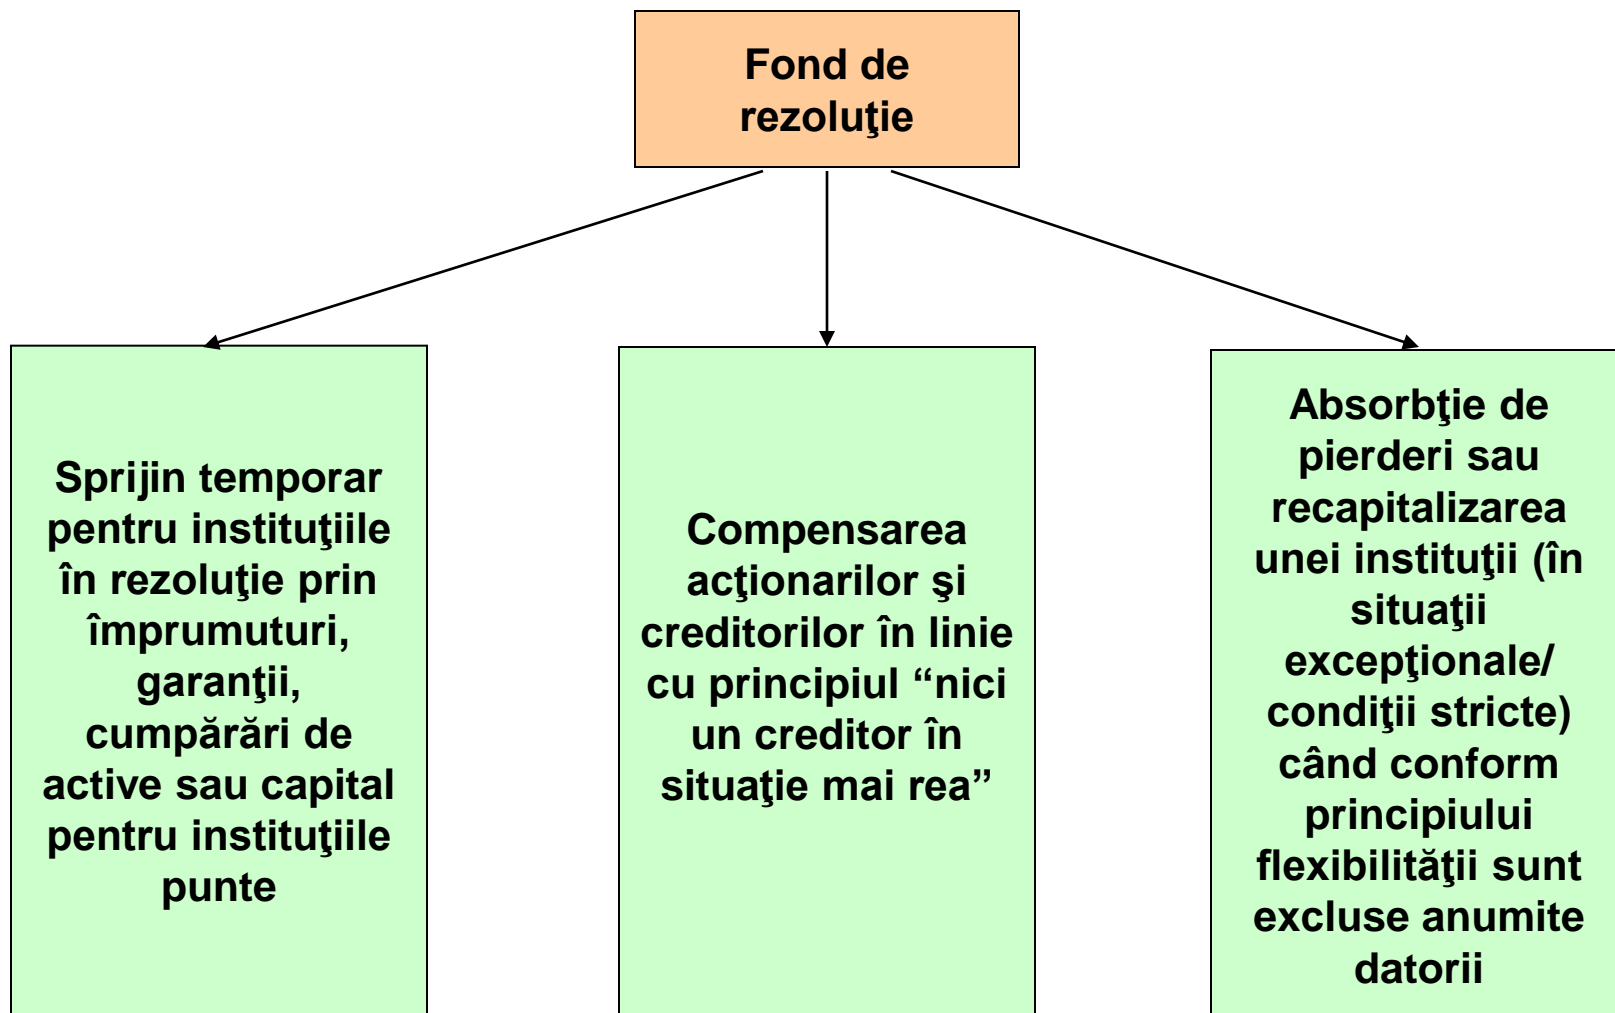 Fond de
rezoluţie
Sprijin temporar
pentru instituţiile
în rezoluţie prin
împrumuturi,
garanţii,
cumpărări de
active sau capital
pentru instituţiile
punte
Compensarea
acţionarilor şi
creditorilor în linie
cu principiul “nici
un creditor în
situaţie mai rea”
Absorbţie de
pierderi sau
recapitalizarea
unei instituţii (în
situaţii
excepţionale/
condiţii stricte)
când conform
principiului
flexibilităţii sunt
excluse anumite
datorii